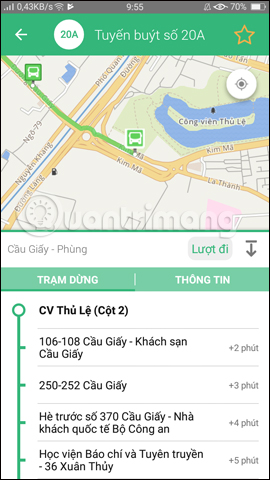 0,43KB/s
9:55
70%
20A
Tuyến buýt số 20A
Ngõ-79
Nguyễn Khang
Đường Láng
Công viên Thủ Lệ
Kim Mã
Kim Mã
La Thành
Quantrimang
Cầu Giấy - Phùng
Lượt đi
TRẠM DỪNG
THÔNG TIN
CV Thủ Lệ (Cột 2)
106-108 Cầu Giấy - Khách sạn
Cầu Giấy
+2 phút
250-252 Cầu Giấy
+3 phút
Hè trước số 370 Cầu Giấy - Nhà
khách quốc tế Bộ Công an
+4 phút
Học viện Báo chí và Tuyên truyền
- 36 Xuân Thủy
+5 phút